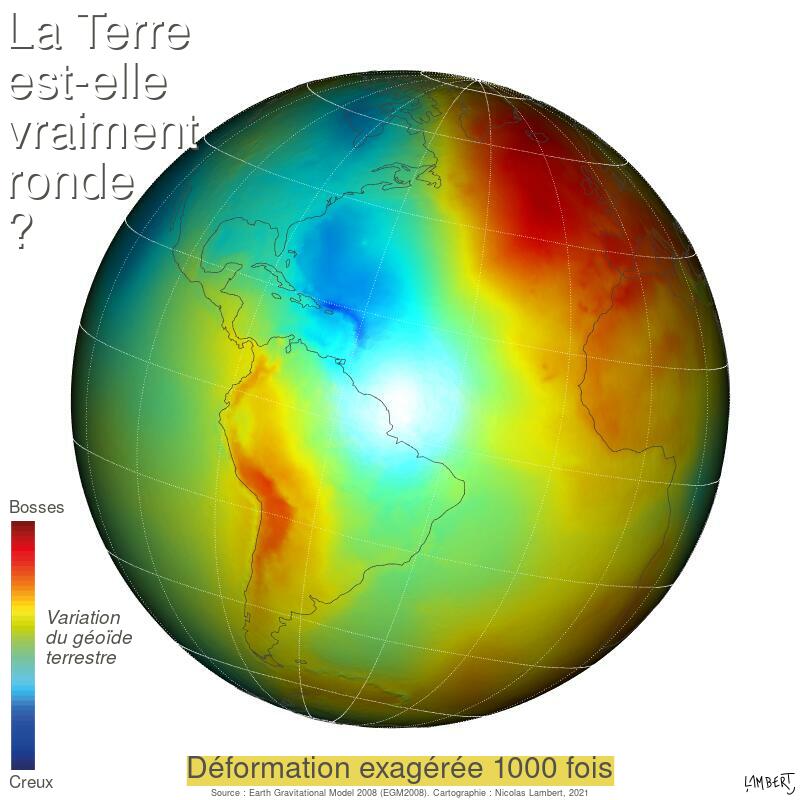 La Terre
est-elle
vraiment
ronde
?
Bosses
Variation
du géoïde
terrestre
Creux
Déformation exagérée 1000 fois
Source : Earth Gravitational Model 2008 (EGM2008). Cartographie : Nicolas Lambert, 2021
LAMBERT